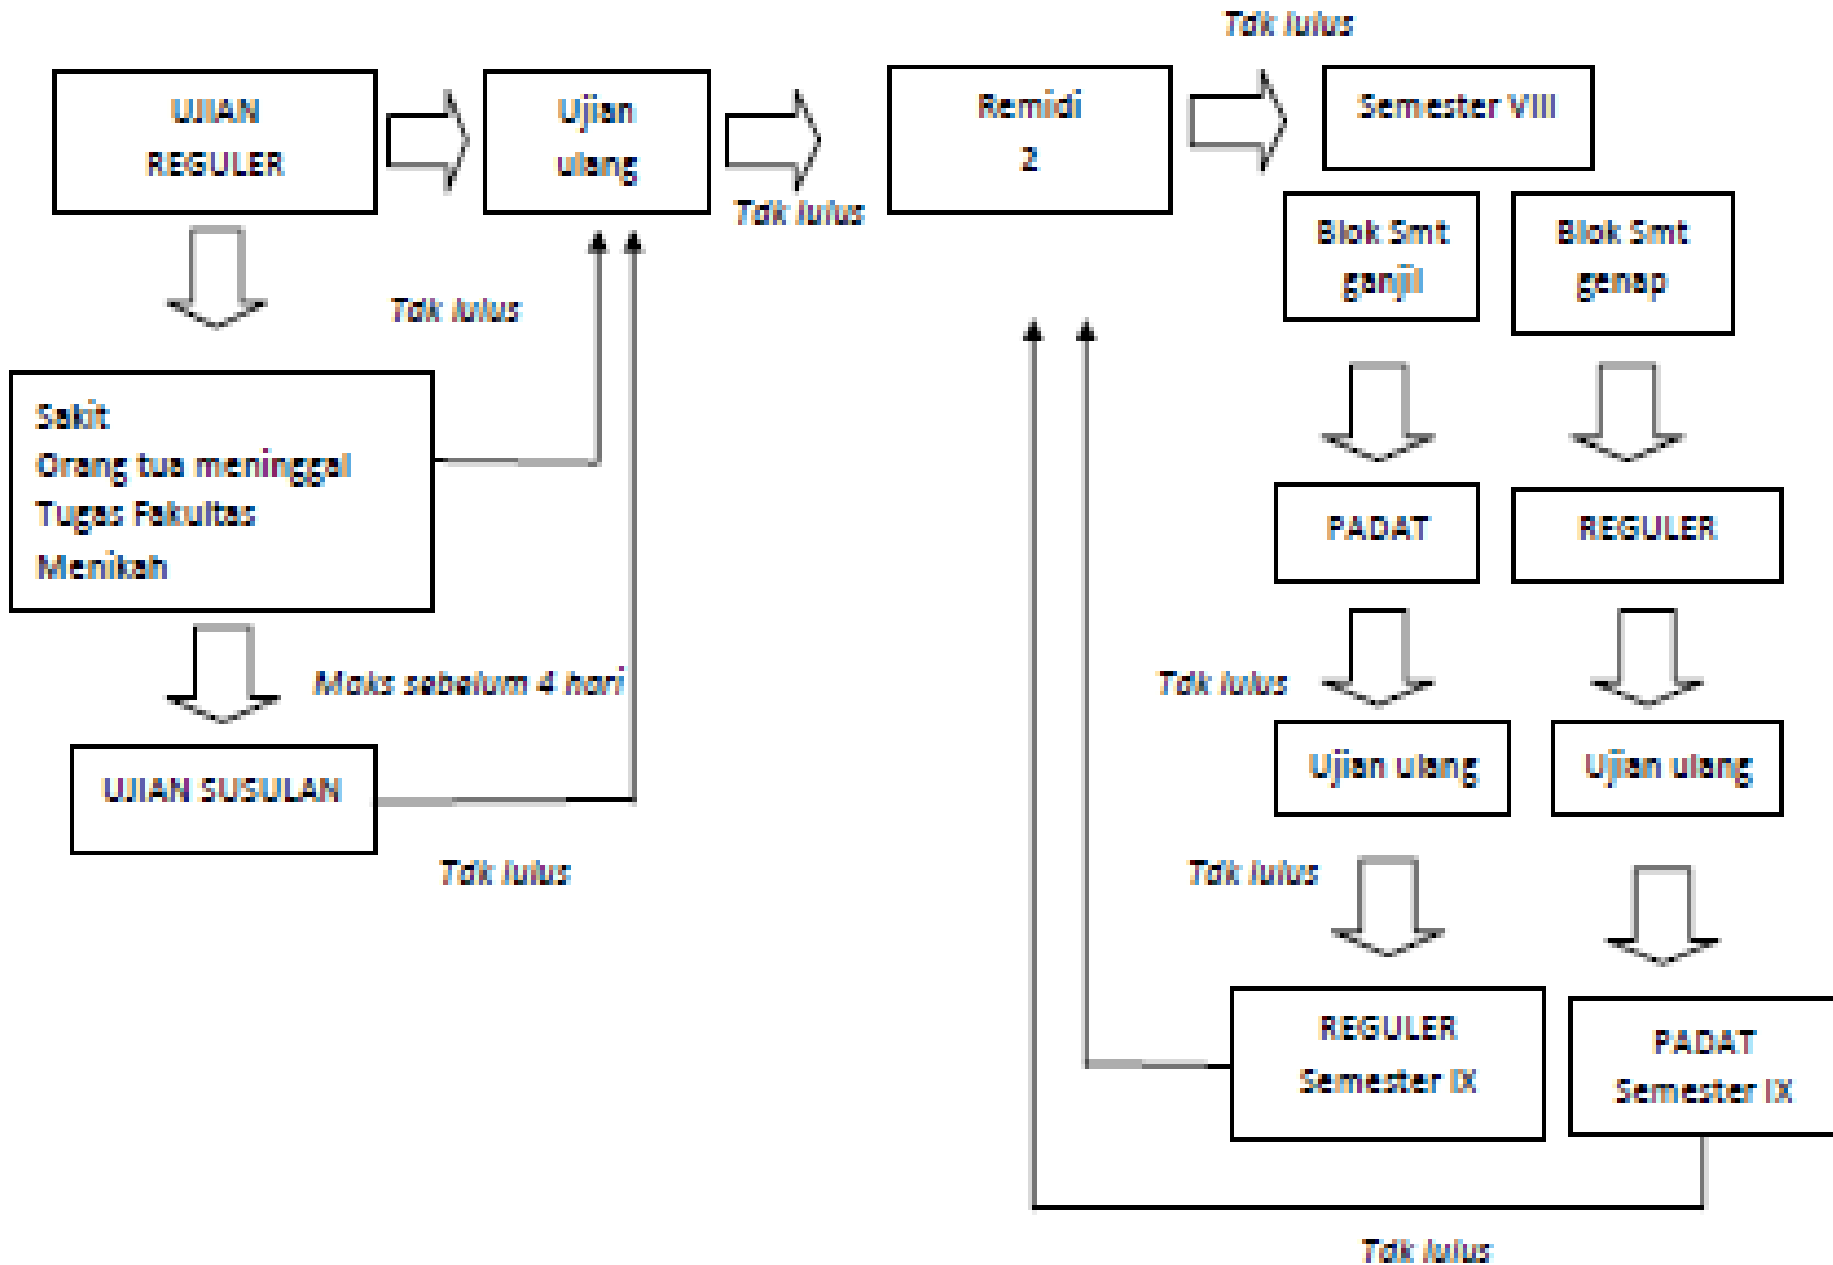 Tdk lulus
UJIAN
REGULER
Ujian
ulang
Remidi
2
Semester VIII
Tdk lulus
Blok Smt
ganjil
Blok Smt
genap
Tdk lulus
Sakit
Orang tua meninggal
Tugas Fakultas
Menikah
PADAT
REGULER
Maks sebelum 4 hari
Tdk lulus
UJIAN SUSULAN
Ujian ulang
Ujian ulang
Tdk lulus
Tdk lulus
REGULER
Semester IX
PADAT
Semester IX
Tdk lulus